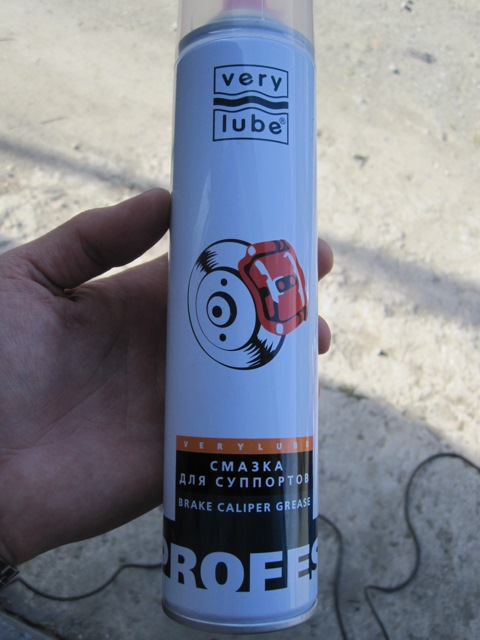 very
lube®
VERYLUBE
СМАЗКА
ДЛЯ СУППОРТОВ
BRAKE CALIPER GREASE
PROFES